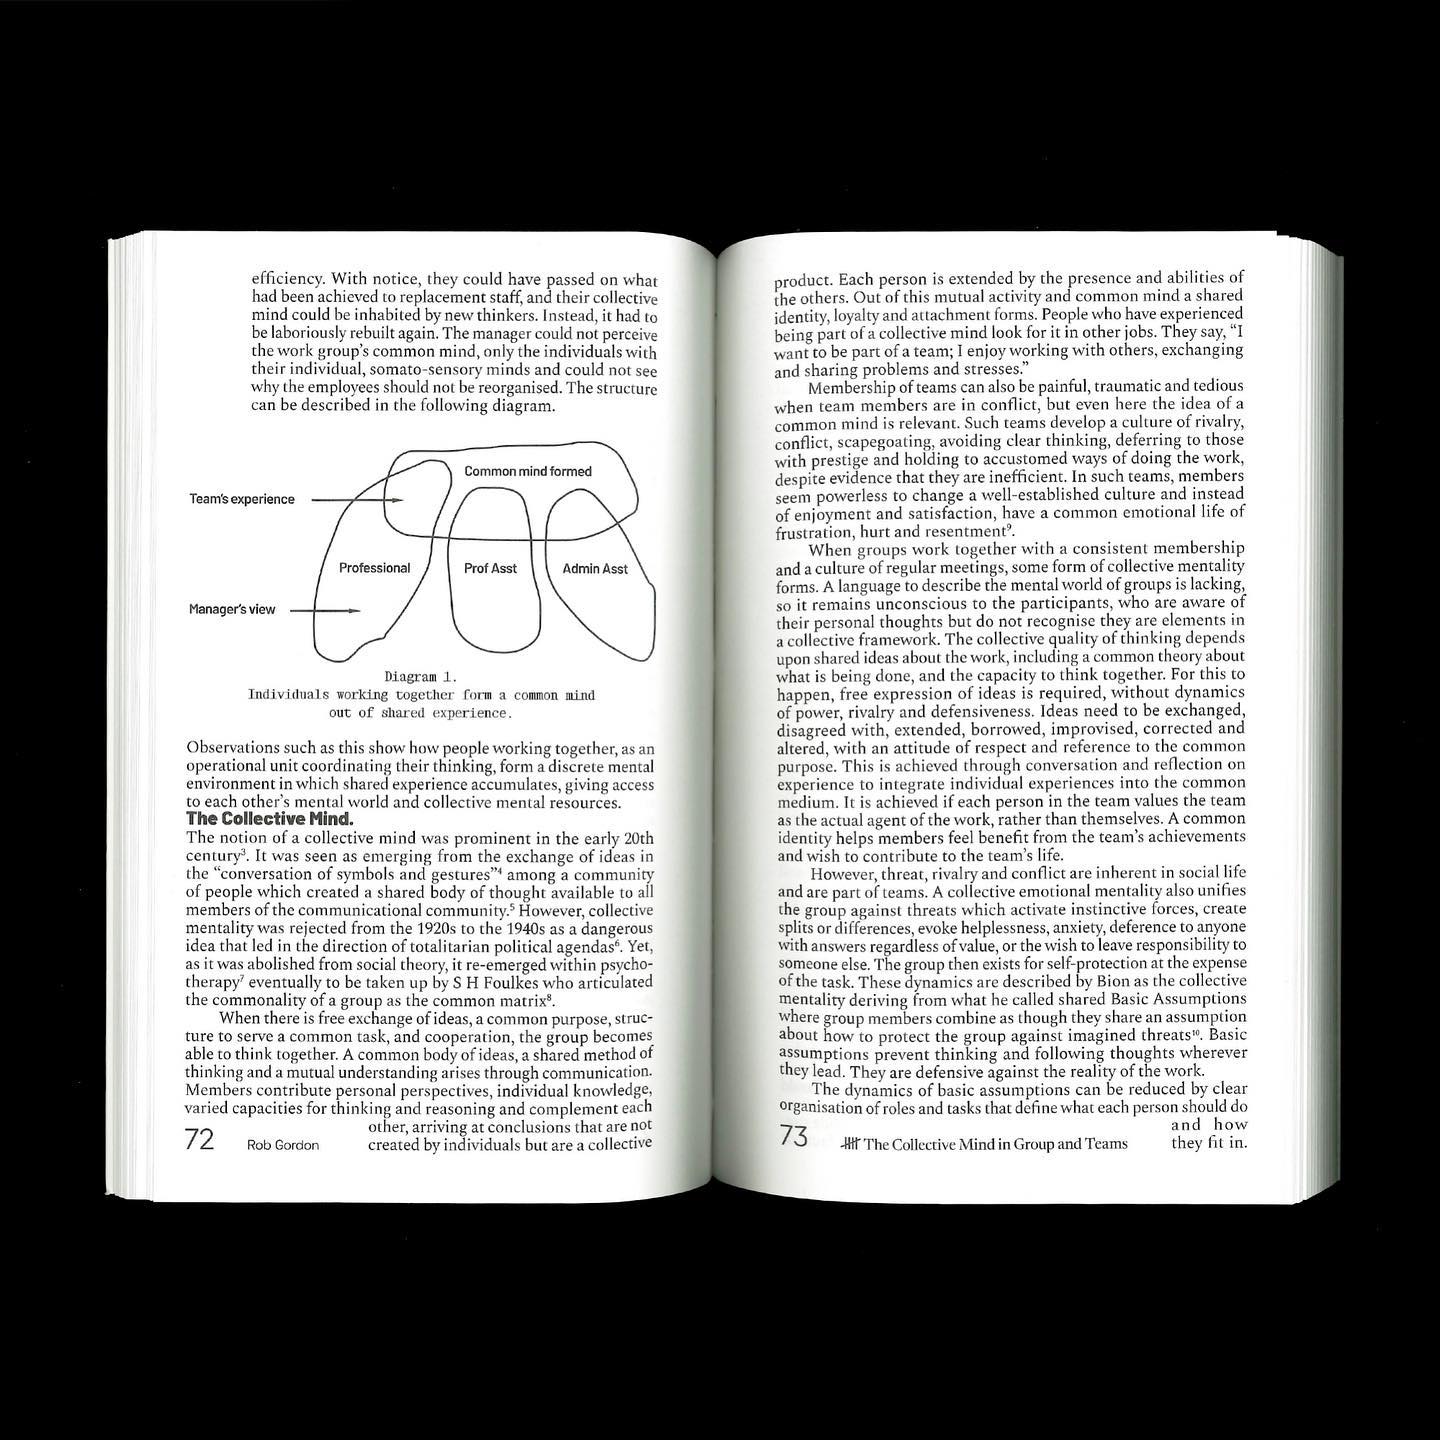 efficiency. With notice, they could have passed on what
had been achieved to replacement staff, and their collective
mind could be inhabited by new thinkers. Instead, it had to
be laboriously rebuilt again. The manager could not perceive
the work group's common mind, only the individuals with
their individual, somato-sensory minds and could not see
why the employees should not be reorganised. The structure
can be described in the following diagram.
Common mind formed
Team's experience
Professional
Prof Asst
Admin Asst
Manager's view
Diagram 1.
Individuals working together form a common mind
out of shared experience.
Observations such as this show how people working together, as an
operational unit coordinating their thinking, form a discrete mental
environment in which shared experience accumulates, giving access
to each other's mental world and collective mental resources.
The Collective Mind.
The notion of a collective mind was prominent in the early 20th
century³. It was seen as emerging from the exchange of ideas in
the “conversation of symbols and gestures”⁴ among a community
of people which created a shared body of thought available to all
members of the communicational community.⁵ However, collective
mentality was rejected from the 1920s to the 1940s as a dangerous
idea that led in the direction of totalitarian political agendas⁶. Yet,
as it was abolished from social theory, it re-emerged within psycho-
therapy⁷ eventually to be taken up by S H Foulkes who articulated
the commonality of a group as the common matrix⁸.
When there is free exchange of ideas, a common purpose, struc-
ture to serve a common task, and cooperation, the group becomes
able to think together. A common body of ideas, a shared method of
thinking and a mutual understanding arises through communication.
Members contribute personal perspectives, individual knowledge,
varied capacities for thinking and reasoning and complement each
other, arriving at conclusions that are not
created by individuals but are a collective
72 Rob Gordon
product. Each person is extended by the presence and abilities of
the others. Out of this mutual activity and common mind a shared
identity, loyalty and attachment forms. People who have experienced
being part of a collective mind look for it in other jobs. They say, “I
want to be part of a team; I enjoy working with others, exchanging
and sharing problems and stresses.”
Membership of teams can also be painful, traumatic and tedious
when team members are in conflict, but even here the idea of a
common mind is relevant. Such teams develop a culture of rivalry,
conflict, scapegoating, avoiding clear thinking, deferring to those
with prestige and holding to accustomed ways of doing the work,
despite evidence that they are inefficient. In such teams, members
seem powerless to change a well-established culture and instead
of enjoyment and satisfaction, have a common emotional life of
frustration, hurt and resentment⁹.
When groups work together with a consistent membership
and a culture of regular meetings, some form of collective mentality
forms. A language to describe the mental world of groups is lacking,
so it remains unconscious to the participants, who are aware of
their personal thoughts but do not recognise they are elements in
a collective framework. The collective quality of thinking depends
upon shared ideas about the work, including a common theory about
what is being done, and the capacity to think together. For this to
happen, free expression of ideas is required, without dynamics
of power, rivalry and defensiveness. Ideas need to be exchanged,
disagreed with, extended, borrowed, improvised, corrected and
altered, with an attitude of respect and reference to the common
purpose. This is achieved through conversation and reflection on
experience to integrate individual experiences into the common
medium. It is achieved if each person in the team values the team
as the actual agent of the work, rather than themselves. A common
identity helps members feel benefit from the team's achievements
and wish to contribute to the team's life.
However, threat, rivalry and conflict are inherent in social life
and are part of teams. A collective emotional mentality also unifies
the group against threats which activate instinctive forces, create
splits or differences, evoke helplessness, anxiety, deference to anyone
with answers regardless of value, or the wish to leave responsibility to
someone else. The group then exists for self-protection at the expense
of the task. These dynamics are described by Bion as the collective
mentality deriving from what he called shared Basic Assumptions
where group members combine as though they share an assumption
about how to protect the group against imagined threats¹⁰. Basic
assumptions prevent thinking and following thoughts wherever
they lead. They are defensive against the reality of the work.
The dynamics of basic assumptions can be reduced by clear
organisation of roles and tasks that define what each person should do
and how
they fit in.
73 The Collective Mind in Group and Teams